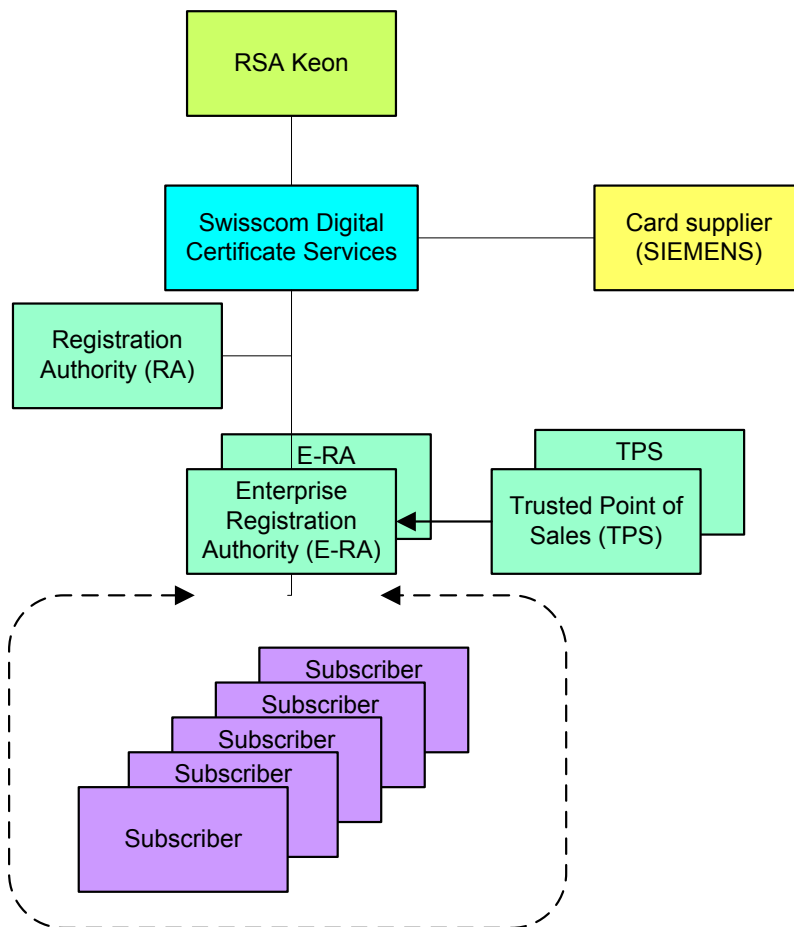 RSA Keon
Swisscom Digital
Certificate Services
Card supplier
(SIEMENS)
Registration
Authority (RA)
E-RA
Enterprise
Registration
Authority (E-RA)
TPS
Trusted Point of
Sales (TPS)
Subscriber
Subscriber
Subscriber
Subscriber
Subscriber